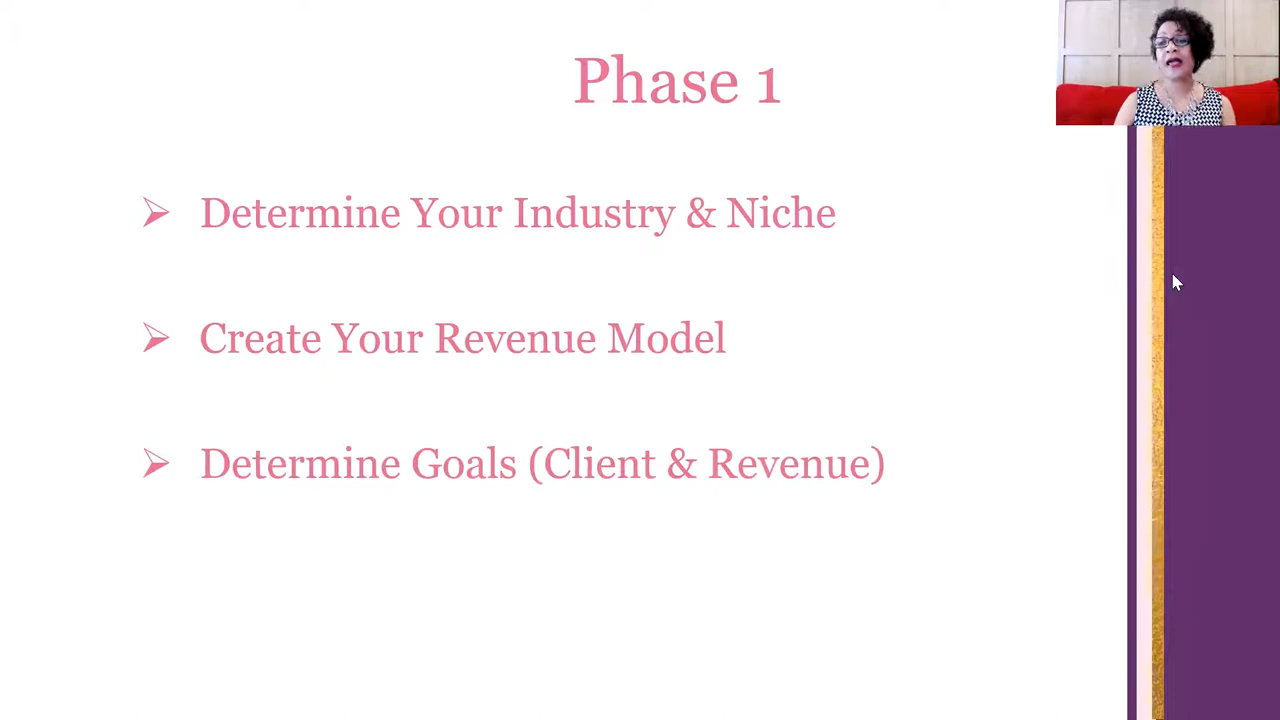 Phase 1
Determine Your Industry & Niche
Create Your Revenue Model
Determine Goals (Client & Revenue)